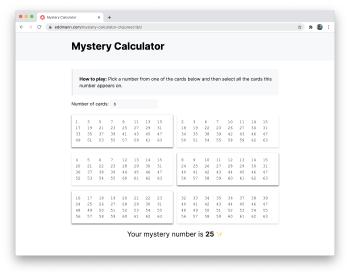 Mystery Calculator
eddmann.com/mystery-calculator-clojurescript/
Mystery Calculator
How to play: Pick a number from one of the cards below and then select all the cards this
number appears on.
Number of cards: 6
1 3 5 7 9 11 13 15
17 19 21 23 25 27 29 31
33 35 37 39 41 43 45 47
49 51 53 55 57 59 61 63
2 3 6 7 10 11 14 15
18 19 22 23 26 27 30 31
34 35 38 39 42 43 46 47
50 51 54 55 58 59 62 63
4 5 6 7 12 13 14 15
20 21 22 23 28 29 30 31
36 37 38 39 44 45 46 47
52 53 54 55 60 61 62 63
8 9 10 11 12 13 14 15
24 25 26 27 28 29 30 31
40 41 42 43 44 45 46 47
56 57 58 59 60 61 62 63
16 17 18 19 20 21 22 23
24 25 26 27 28 29 30 31
48 49 50 51 52 53 54 55
56 57 58 59 60 61 62 63
32 33 34 35 36 37 38 39
40 41 42 43 44 45 46 47
48 49 50 51 52 53 54 55
56 57 58 59 60 61 62 63
Your mystery number is 25 ✨